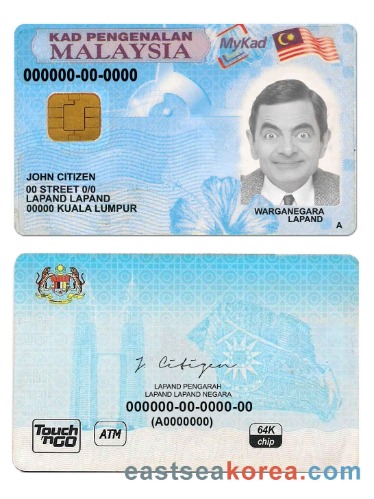 KAD PENGENALAN
MALAYSIA
MyKad
000000-00-0000
JOHN CITIZEN
00 STREET 0/0
LAPAND LAPAND
00000 KUALA LUMPUR
WARGANEGARA
LAPAND
A
J Citizen
LAPAND PENGARAH
LAPAND LAPAND NEGARA
000000-00-0000-00
(A0000000)
Touch
nGO
ATM
64K
chip
eastseakorea.com